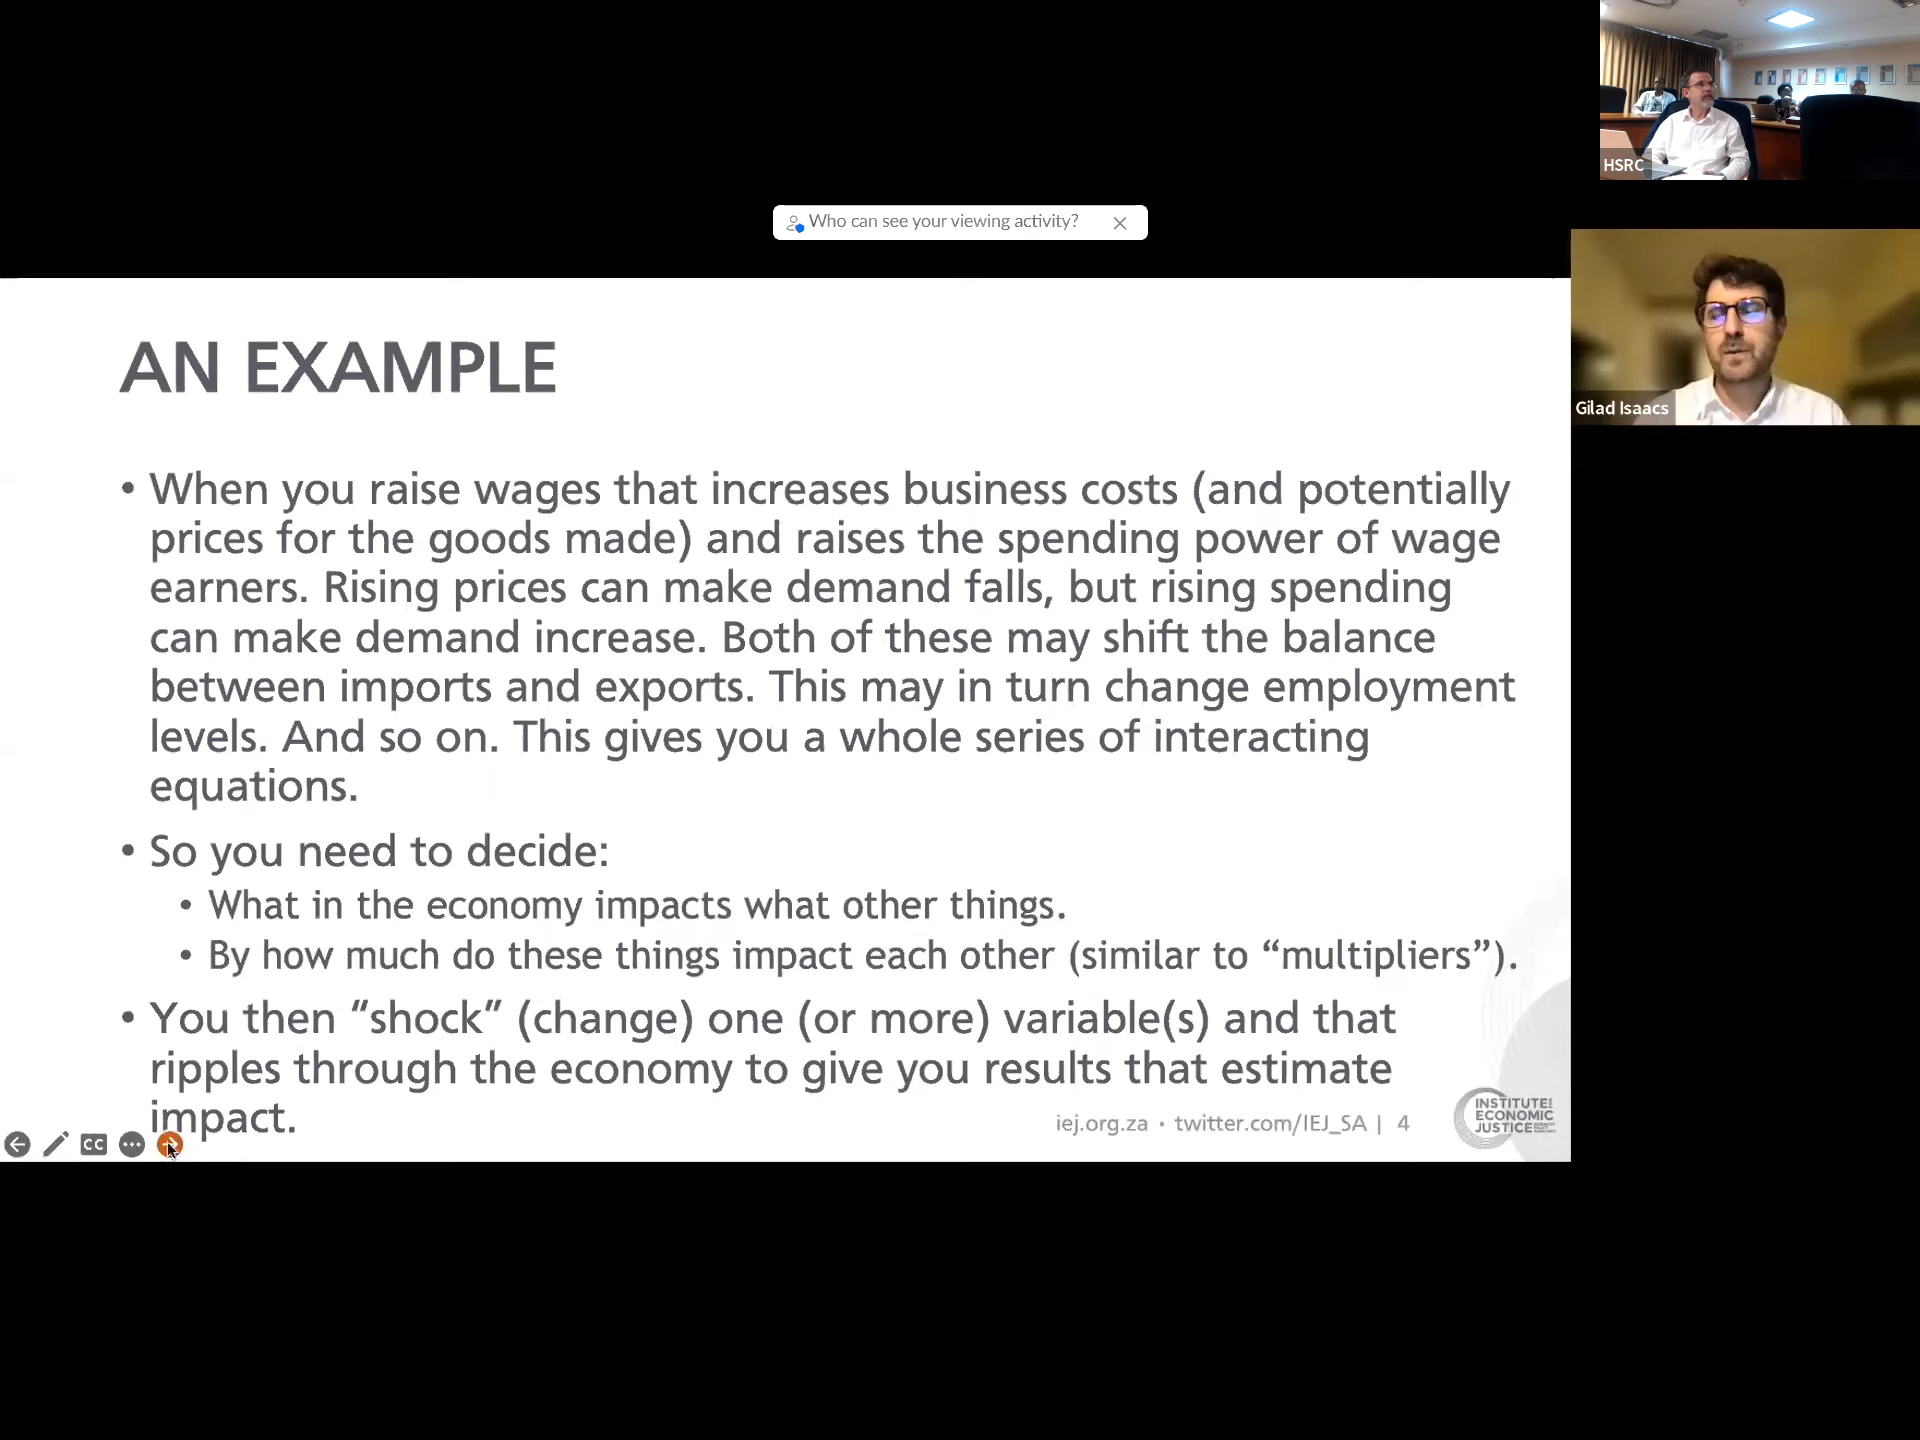 HSRC
Who can see your viewing activity?
Gilad Isaacs
AN EXAMPLE
• When you raise wages that increases business costs (and potentially
prices for the goods made) and raises the spending power of wage
earners. Rising prices can make demand falls, but rising spending
can make demand increase. Both of these may shift the balance
between imports and exports. This may in turn change employment
levels. And so on. This gives you a whole series of interacting
equations.
• So you need to decide:
• What in the economy impacts what other things.
• By how much do these things impact each other (similar to “multipliers”).
• You then “shock” (change) one (or more) variable(s) and that
ripples through the economy to give you results that estimate
impact.
iej.org.za • twitter.com/IEJ_SA | 4
INSTITUTE
ECONOMIC
JUSTICE
CC